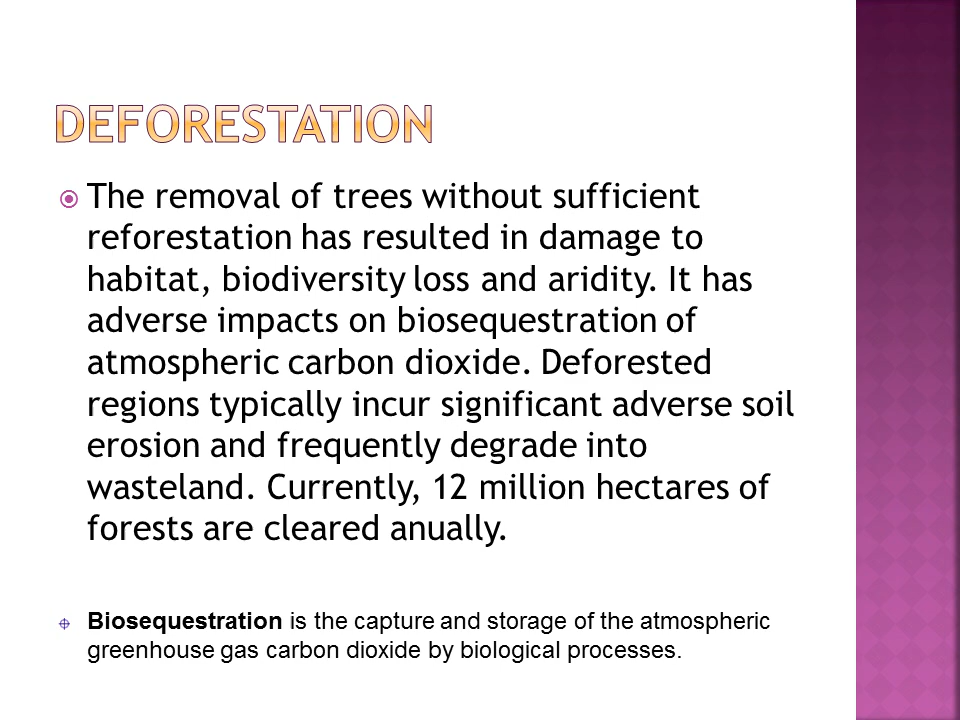 DEFORESTATION
The removal of trees without sufficient
reforestation has resulted in damage to
habitat, biodiversity loss and aridity. It has
adverse impacts on biosequestration of
atmospheric carbon dioxide. Deforested
regions typically incur significant adverse soil
erosion and frequently degrade into
wasteland. Currently, 12 million hectares of
forests are cleared anually.
Biosequestration is the capture and storage of the atmospheric
greenhouse gas carbon dioxide by biological processes.